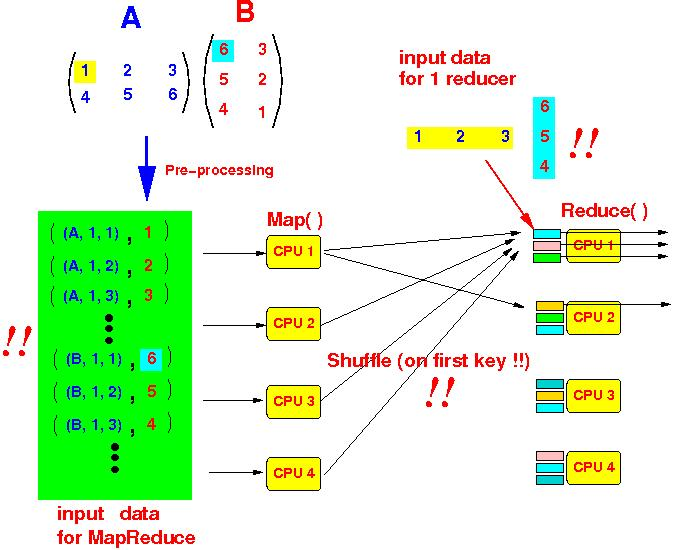 A B
1 2 3
4 5 6
6 3
5 2
4 1
input data
for 1 reducer
1 2 3
6
5
4
!!
Pre-processing
Map( )
Reduce( )
( (A, 1, 1) , 1 )
( (A, 1, 2) , 2 )
( (A, 1, 3) , 3 )
( (B, 1, 1) , 6 )
( (B, 1, 2) , 5 )
( (B, 1, 3) , 4 )
!!
CPU 1
CPU 2
CPU 3
CPU 4
Shuffle (on first key !!)
!!
CPU 1
CPU 2
CPU 3
CPU 4
input data
for MapReduce